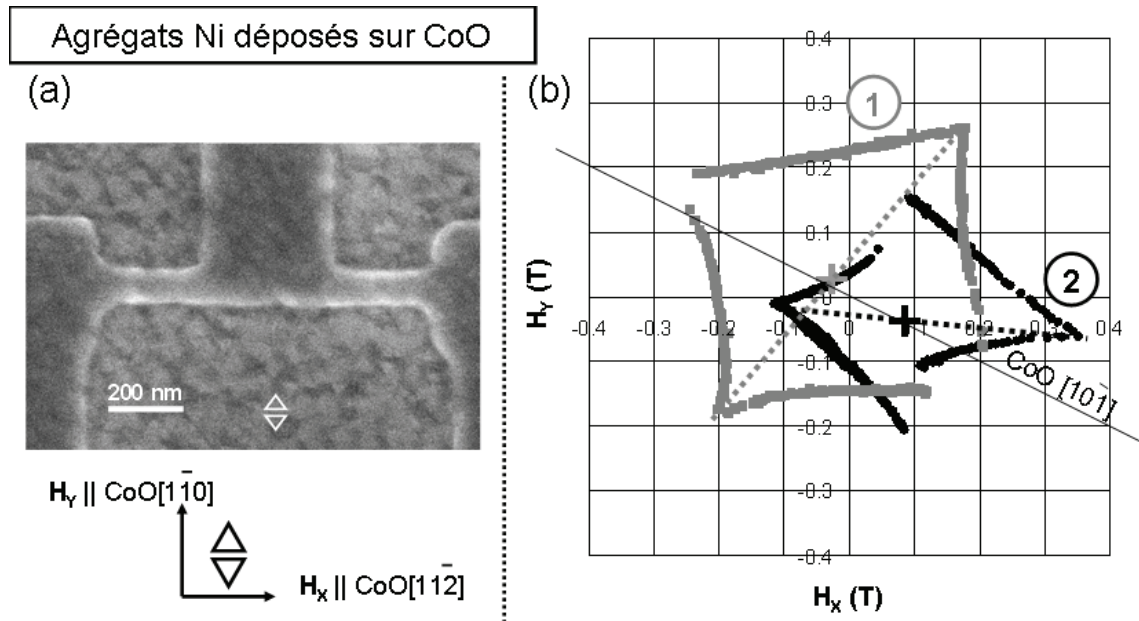 Agrégats Ni déposés sur CoO
(a)
200 nm
H_Y || CoO[11̄0]
H_X || CoO[112̄]
(b)
1
2
0.4
0.3
0.2
0.1
0
-0.1
-0.2
-0.3
-0.4
-0.4 -0.3 -0.2 -0.1 0 0.1 0.2 0.3 0.4
H_Y (T)
CoO [101̄]
H_X (T)